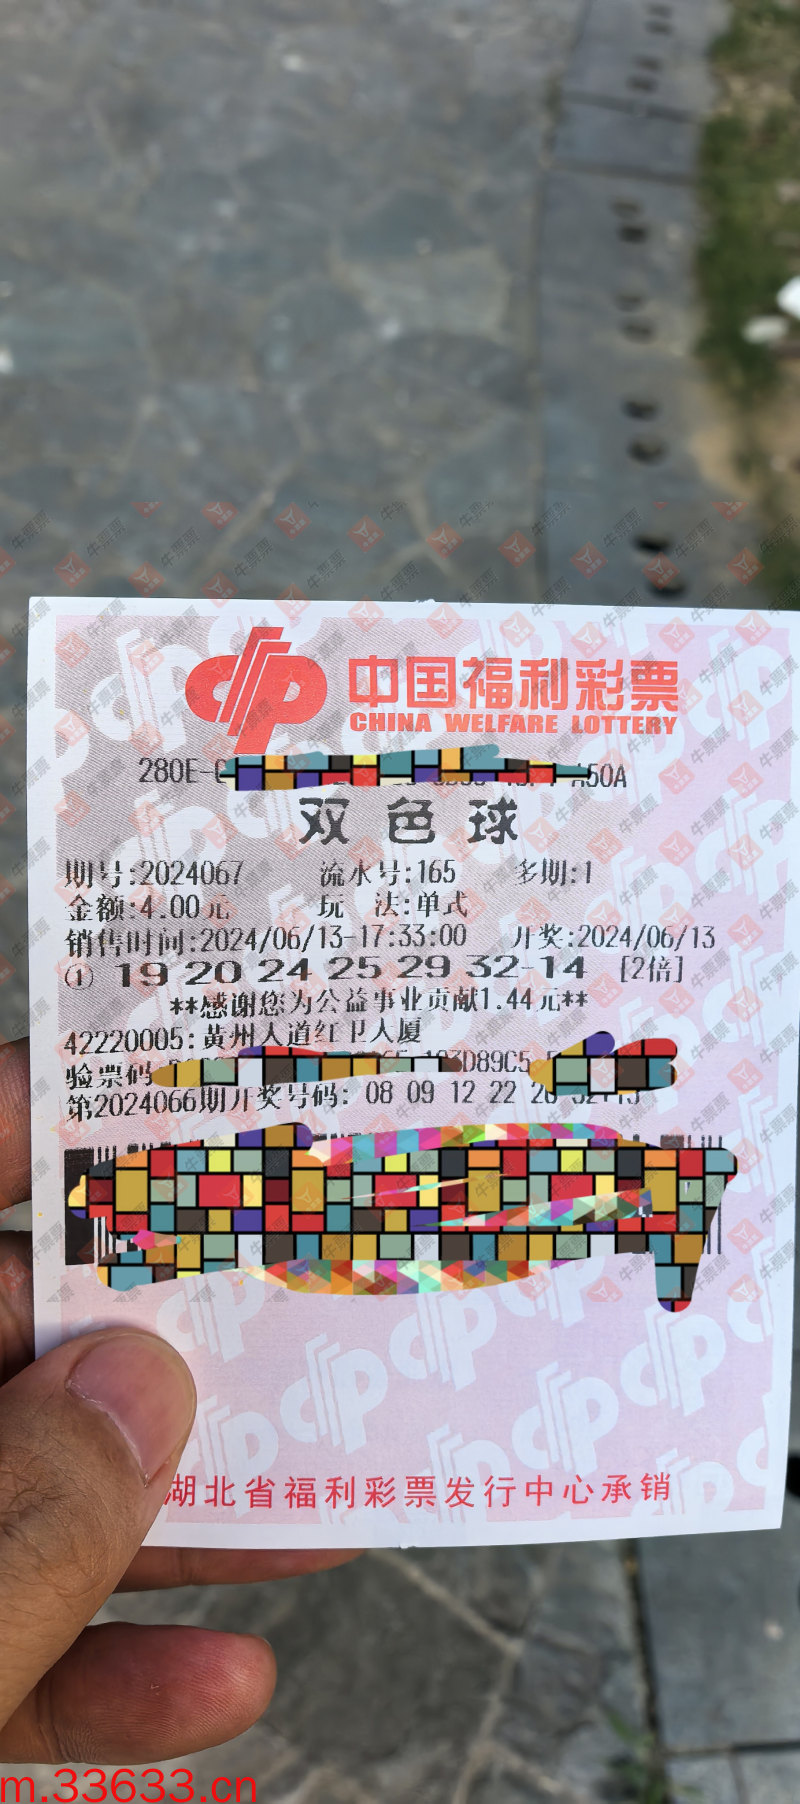 中国福利彩票
CHINA WELFARE LOTTERY
280E- A50A
双色球
期号:2024067 流水号:165 多期:1
金额:4.00元 玩 法:单式
销售时间:2024/06/13-17:33:00 开奖:2024/06/13
① 19 20 24 25 29 32-14 [2倍]
**感谢您为公益事业贡献1.44元**
42220005:黄州人道红卫大厦
验票码 D89C5
第2024066期开奖号码: 08 09 12 22
湖北省福利彩票发行中心承销
牛票票
m.33633.cn